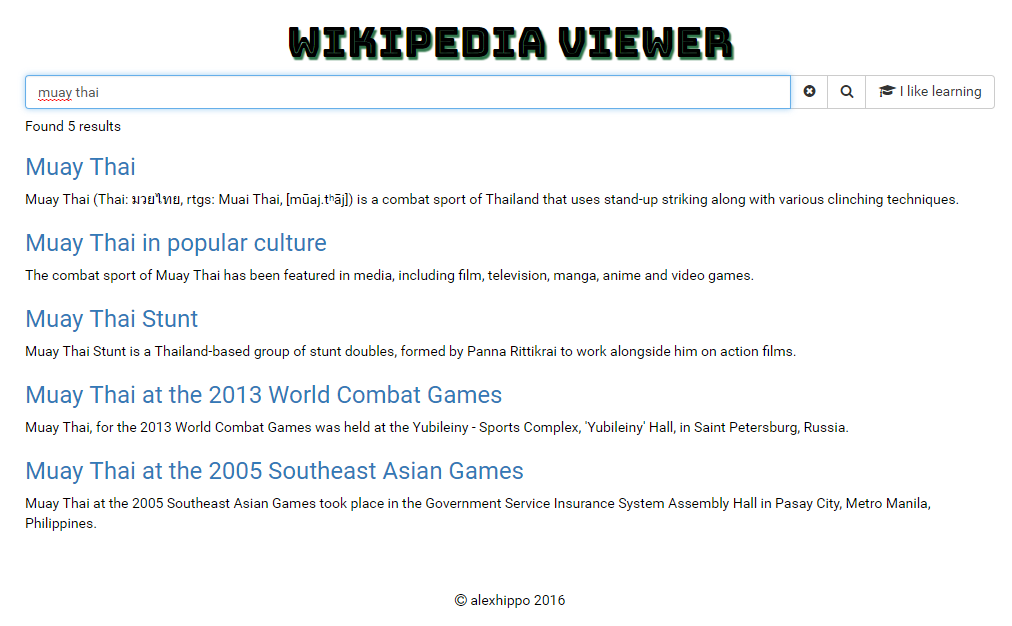 WIKIPEDIA VIEWER
muay thai
I like learning
Found 5 results
Muay Thai
Muay Thai (Thai: มวยไทย, rtgs: Muai Thai, [mūaj.tʰāj]) is a combat sport of Thailand that uses stand-up striking along with various clinching techniques.
Muay Thai in popular culture
The combat sport of Muay Thai has been featured in media, including film, television, manga, anime and video games.
Muay Thai Stunt
Muay Thai Stunt is a Thailand-based group of stunt doubles, formed by Panna Rittikrai to work alongside him on action films.
Muay Thai at the 2013 World Combat Games
Muay Thai, for the 2013 World Combat Games was held at the Yubileiny - Sports Complex, 'Yubileiny' Hall, in Saint Petersburg, Russia.
Muay Thai at the 2005 Southeast Asian Games
Muay Thai at the 2005 Southeast Asian Games took place in the Government Service Insurance System Assembly Hall in Pasay City, Metro Manila,
Philippines.
© alexhippo 2016